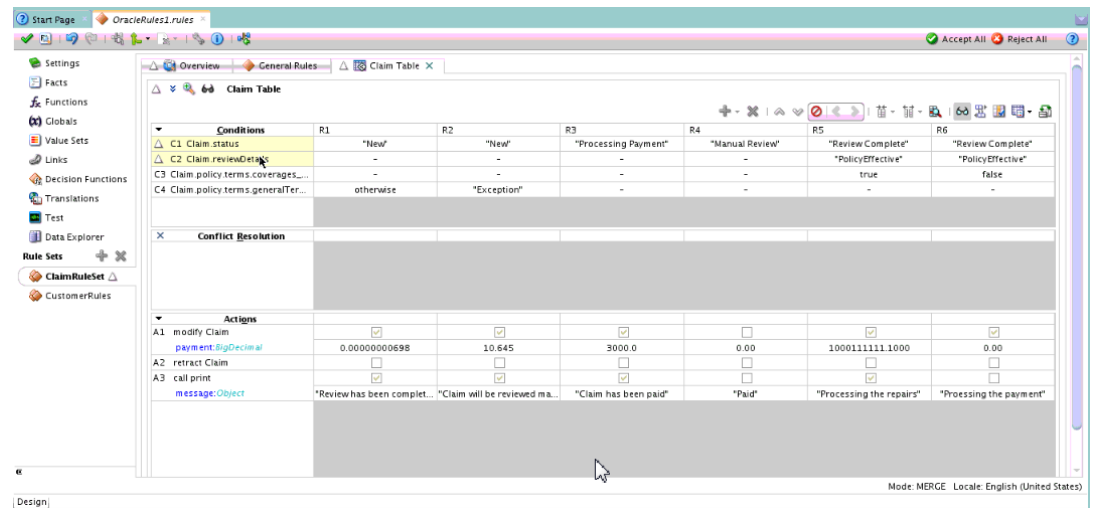 Start Page OracleRules1.rules
Accept All Reject All
Settings
Facts
Functions
Globals
Value Sets
Links
Decision Functions
Translations
Test
Data Explorer
Rule Sets
ClaimRuleSet
CustomerRules
Overview General Rules Claim Table
Claim Table
Conditions R1 R2 R3 R4 R5 R6
C1 Claim.status "New" "New" "Processing Payment" "Manual Review" "Review Complete" "Review Complete"
C2 Claim.reviewDetails - - - - "PolicyEffective" "PolicyEffective"
C3 Claim.policy.terms.coverages_... - - - - true false
C4 Claim.policy.terms.generalTer... otherwise "Exception" - - - -
Conflict Resolution
Actions
A1 modify Claim
payment:BigDecimal 0.00000000698 10.645 3000.0 0.00 1000111111.1000 0.00
A2 retract Claim
A3 call print
message:Object "Review has been complet... "Claim will be reviewed ma... "Claim has been paid" "Paid" "Processing the repairs" "Proessing the payment"
Mode: MERGE Locale: English (United States)
Design